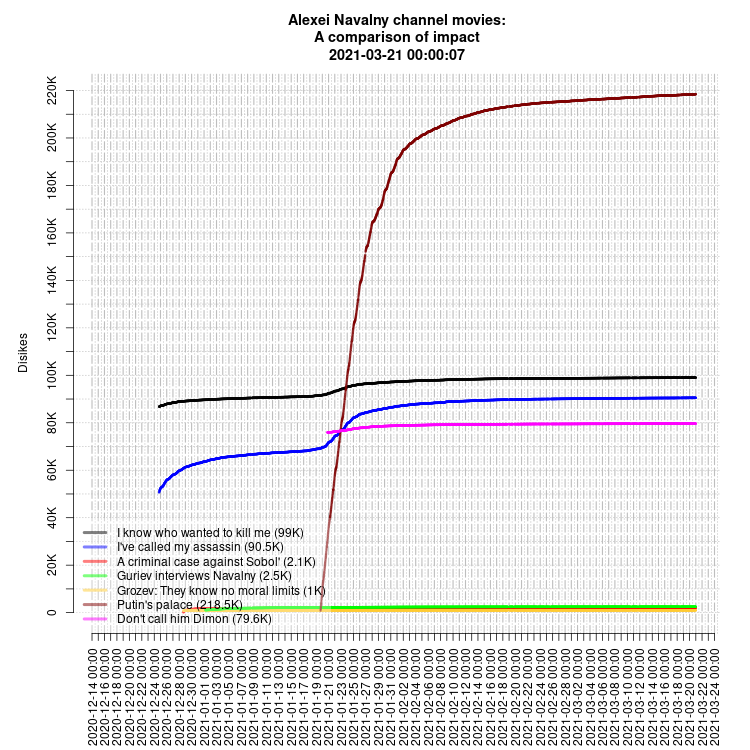 Alexei Navalny channel movies:
A comparison of impact
2021-03-21 00:00:07
Disikes
220K
200K
180K
160K
140K
120K
100K
80K
60K
40K
20K
0
I know who wanted to kill me (99K)
I've called my assassin (90.5K)
A criminal case against Sobol' (2.1K)
Guriev interviews Navalny (2.5K)
Grozev: They know no moral limits (1K)
Putin's palace (218.5K)
Don't call him Dimon (79.6K)
2020-12-14 00:00
2020-12-16 00:00
2020-12-18 00:00
2020-12-20 00:00
2020-12-22 00:00
2020-12-24 00:00
2020-12-26 00:00
2020-12-28 00:00
2020-12-30 00:00
2021-01-01 00:00
2021-01-03 00:00
2021-01-05 00:00
2021-01-07 00:00
2021-01-09 00:00
2021-01-11 00:00
2021-01-13 00:00
2021-01-15 00:00
2021-01-17 00:00
2021-01-19 00:00
2021-01-21 00:00
2021-01-23 00:00
2021-01-25 00:00
2021-01-27 00:00
2021-01-29 00:00
2021-01-31 00:00
2021-02-02 00:00
2021-02-04 00:00
2021-02-06 00:00
2021-02-08 00:00
2021-02-10 00:00
2021-02-12 00:00
2021-02-14 00:00
2021-02-16 00:00
2021-02-18 00:00
2021-02-20 00:00
2021-02-22 00:00
2021-02-24 00:00
2021-02-26 00:00
2021-02-28 00:00
2021-03-02 00:00
2021-03-04 00:00
2021-03-06 00:00
2021-03-08 00:00
2021-03-10 00:00
2021-03-12 00:00
2021-03-14 00:00
2021-03-16 00:00
2021-03-18 00:00
2021-03-20 00:00
2021-03-22 00:00
2021-03-24 00:00